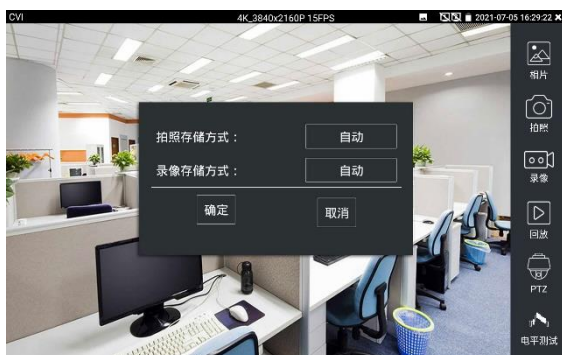 CVI 4K_3840x2160P 15FPS 2021-07-05 16:29:22
相片
拍照
拍照存储方式： 自动
录像存储方式： 自动
录像
确定 取消
回放
PTZ
电平测试